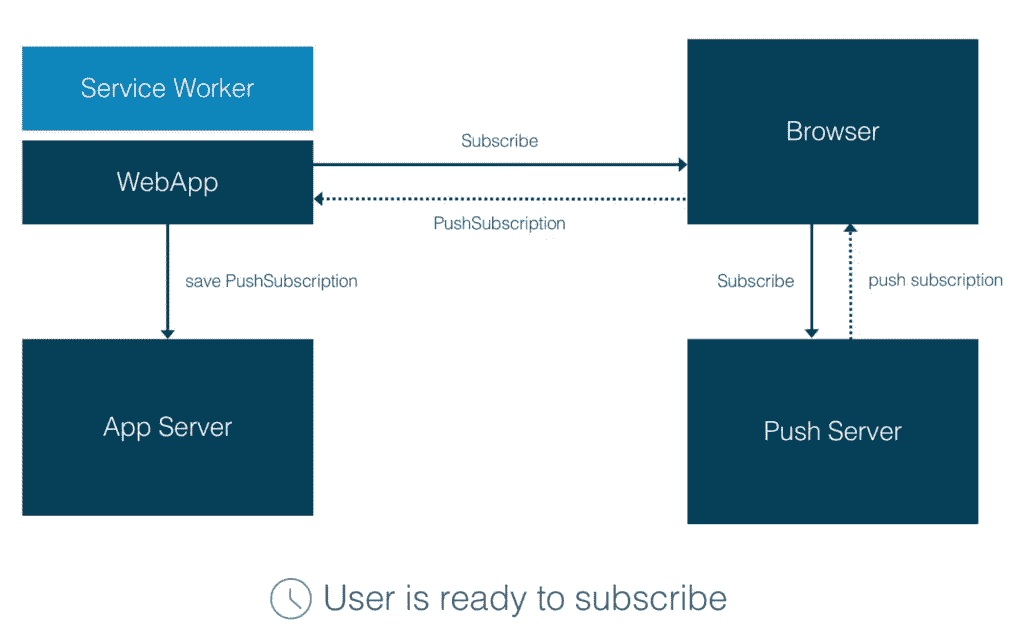 Service Worker
WebApp
Subscribe
PushSubscription
Browser
save PushSubscription
Subscribe
push subscription
App Server
Push Server
User is ready to subscribe